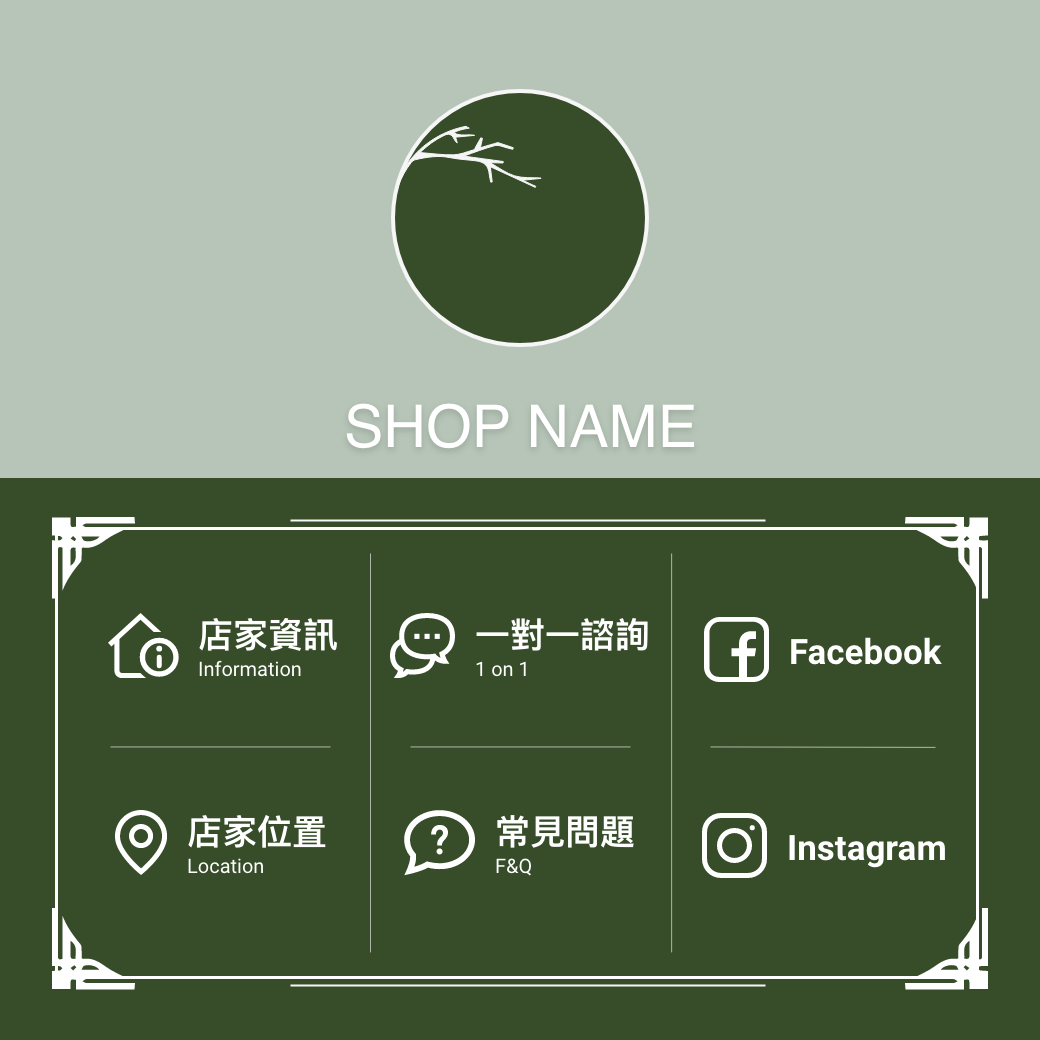 SHOP NAME
店家資訊
Information
一對一諮詢
1 on 1
Facebook
店家位置
Location
常見問題
F&Q
Instagram